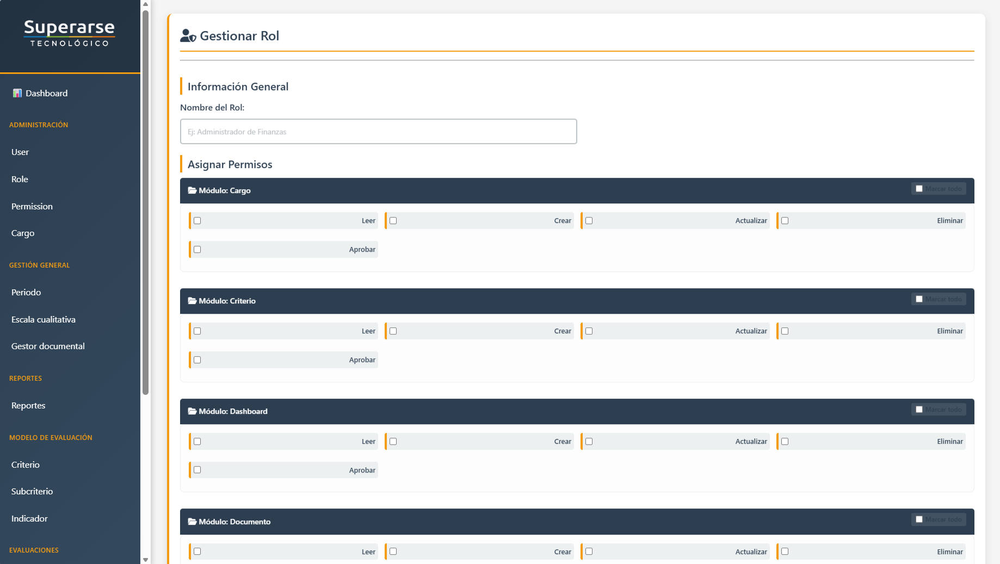 Superarse
TECNOLÓGICO
Dashboard
ADMINISTRACIÓN
User
Role
Permission
Cargo
GESTIÓN GENERAL
Periodo
Escala cualitativa
Gestor documental
REPORTES
Reportes
MODELO DE EVALUACIÓN
Criterio
Subcriterio
Indicador
EVALUACIONES
Gestionar Rol
Información General
Nombre del Rol:
Ej: Administrador de Finanzas
Asignar Permisos
Módulo: Cargo
Marcar todo
Leer
Crear
Actualizar
Eliminar
Aprobar
Módulo: Criterio
Marcar todo
Leer
Crear
Actualizar
Eliminar
Aprobar
Módulo: Dashboard
Marcar todo
Leer
Crear
Actualizar
Eliminar
Aprobar
Módulo: Documento
Marcar todo
Leer
Crear
Actualizar
Eliminar